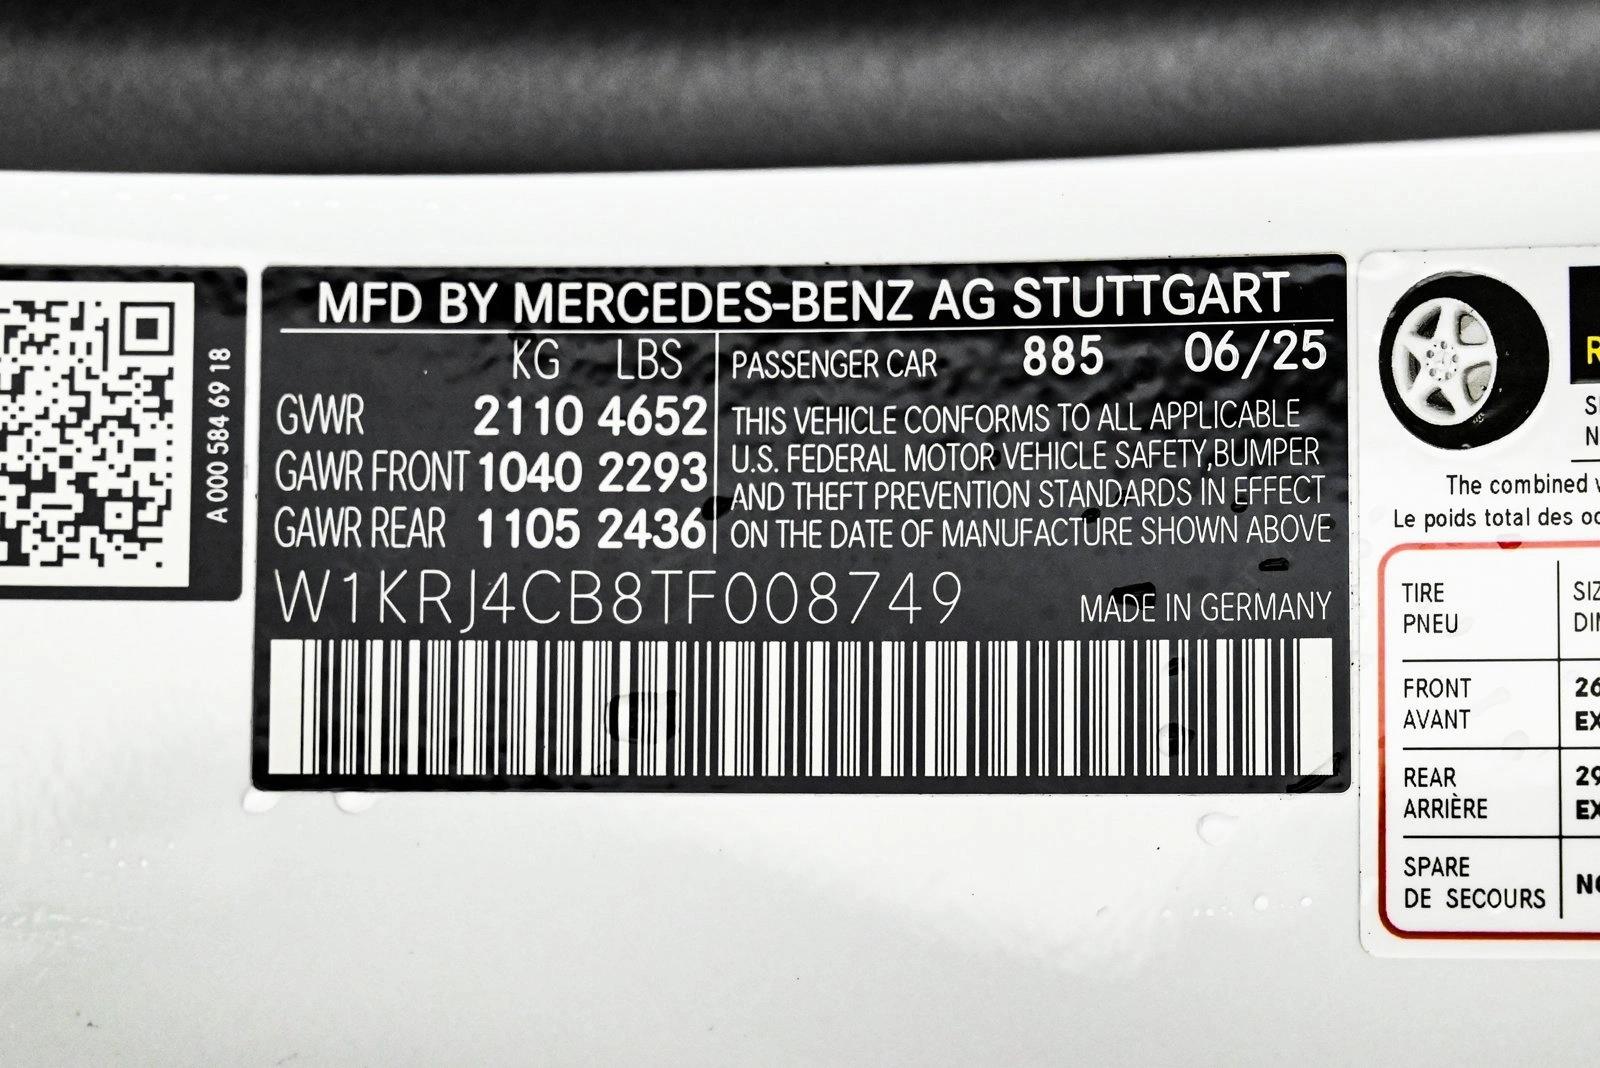 A 000 584 69 18
MFD BY MERCEDES-BENZ AG STUTTGART
KG LBS
GVWR 2110 4652
GAWR FRONT 1040 2293
GAWR REAR 1105 2436
PASSENGER CAR 885 06/25
THIS VEHICLE CONFORMS TO ALL APPLICABLE
U.S. FEDERAL MOTOR VEHICLE SAFETY,BUMPER
AND THEFT PREVENTION STANDARDS IN EFFECT
ON THE DATE OF MANUFACTURE SHOWN ABOVE
W1KRJ4CB8TF008749
MADE IN GERMANY
The combined
Le poids total des
TIRE
PNEU
FRONT
AVANT
REAR
ARRIÈRE
SPARE
DE SECOURS